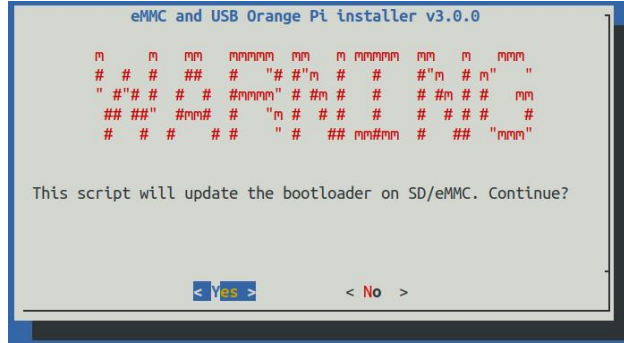 eMMC and USB Orange Pi installer v3.0.0
WARNING
This script will update the bootloader on SD/eMMC. Continue?
< Yes > < No >